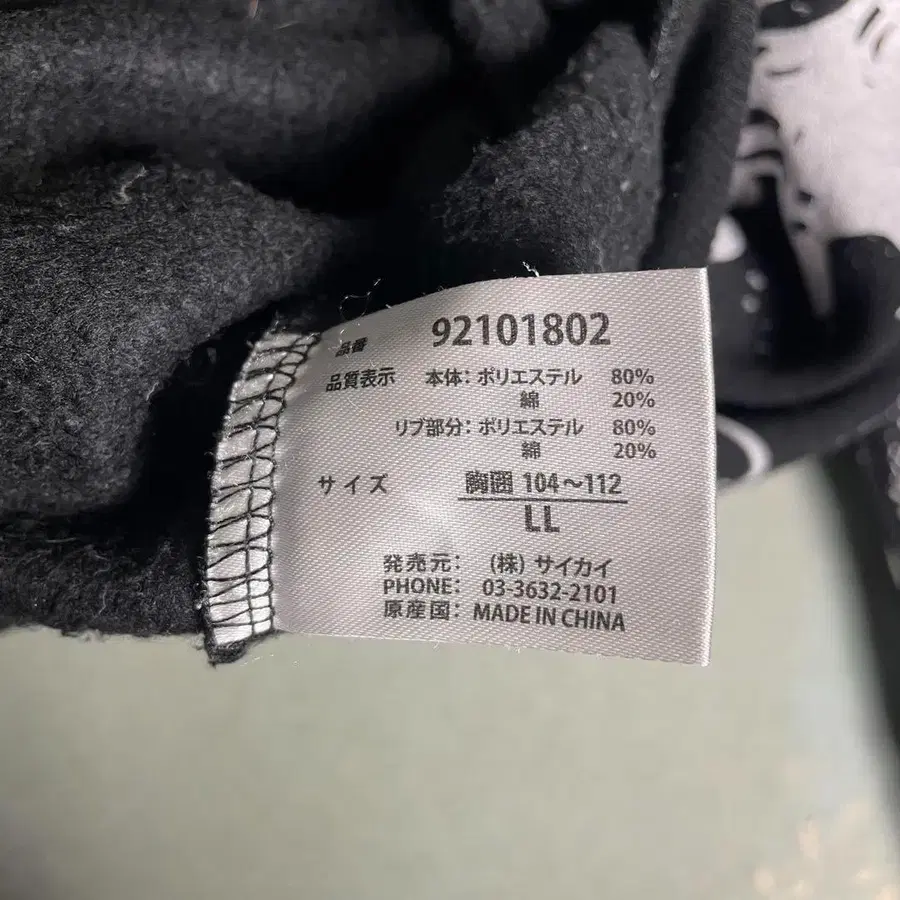 品番 92101802
品質表示 本体: ポリエステル 80%
綿 20%
リブ部分: ポリエステル 80%
綿 20%
サイズ 胸囲 104～112
LL
発売元: (株) サイカイ
PHONE: 03-3632-2101
原産国: MADE IN CHINA